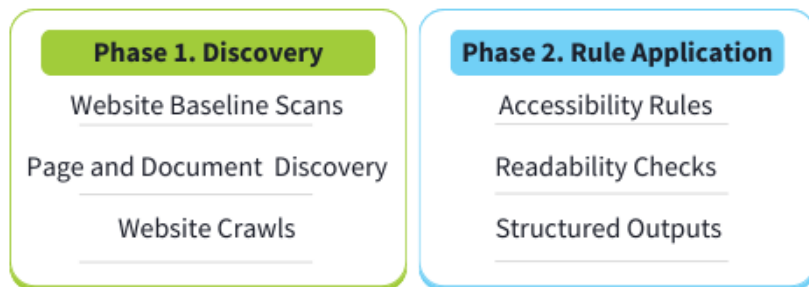 Phase 1. Discovery
Website Baseline Scans
Page and Document Discovery
Website Crawls
Phase 2. Rule Application
Accessibility Rules
Readability Checks
Structured Outputs